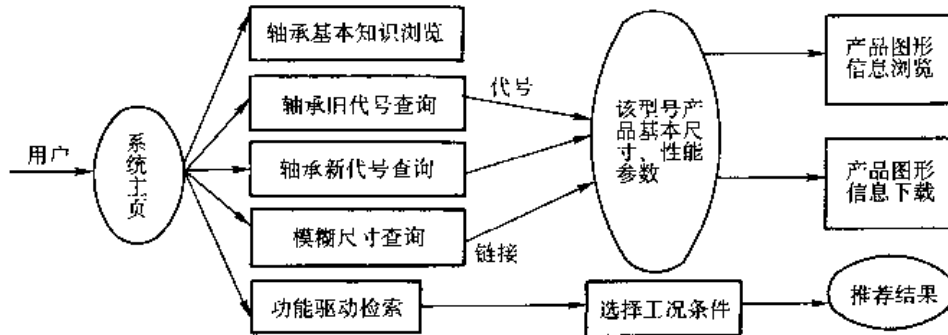 用户
系统主页
轴承基本知识浏览
轴承旧代号查询
轴承新代号查询
模糊尺寸查询
功能驱动检索
代号
链接
该型号产
品基本尺
寸、性能
参数
选择工况条件
产品图形
信息浏览
产品图形
信息下载
推荐结果